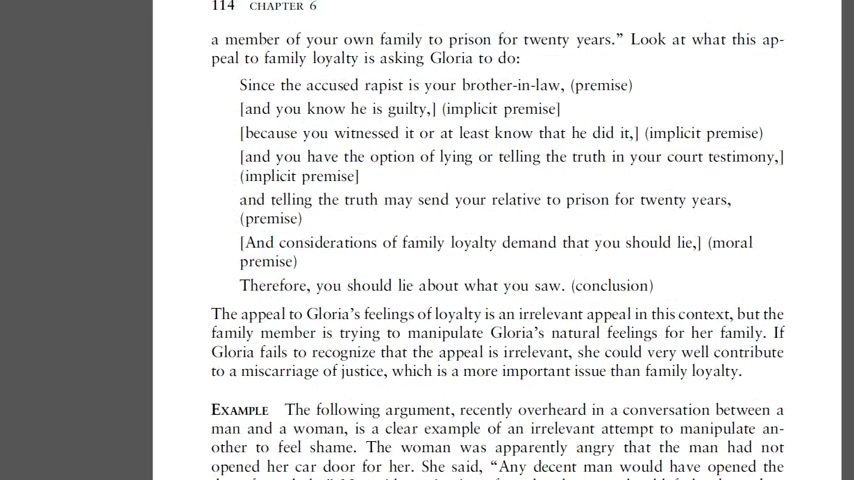 114 CHAPTER 6
a member of your own family to prison for twenty years.” Look at what this ap-
peal to family loyalty is asking Gloria to do:
Since the accused rapist is your brother-in-law, (premise)
[and you know he is guilty,] (implicit premise]
[because you witnessed it or at least know that he did it,] (implicit premise)
[and you have the option of lying or telling the truth in your court testimony,]
(implicit premise]
and telling the truth may send your relative to prison for twenty years,
(premise)
[And considerations of family loyalty demand that you should lie,] (moral
premise)
Therefore, you should lie about what you saw. (conclusion)
The appeal to Gloria’s feelings of loyalty is an irrelevant appeal in this context, but the
family member is trying to manipulate Gloria’s natural feelings for her family. If
Gloria fails to recognize that the appeal is irrelevant, she could very well contribute
to a miscarriage of justice, which is a more important issue than family loyalty.
EXAMPLE The following argument, recently overheard in a conversation between a
man and a woman, is a clear example of an irrelevant attempt to manipulate an-
other to feel shame. The woman was apparently angry that the man had not
opened her car door for her. She said, “Any decent man would have opened the